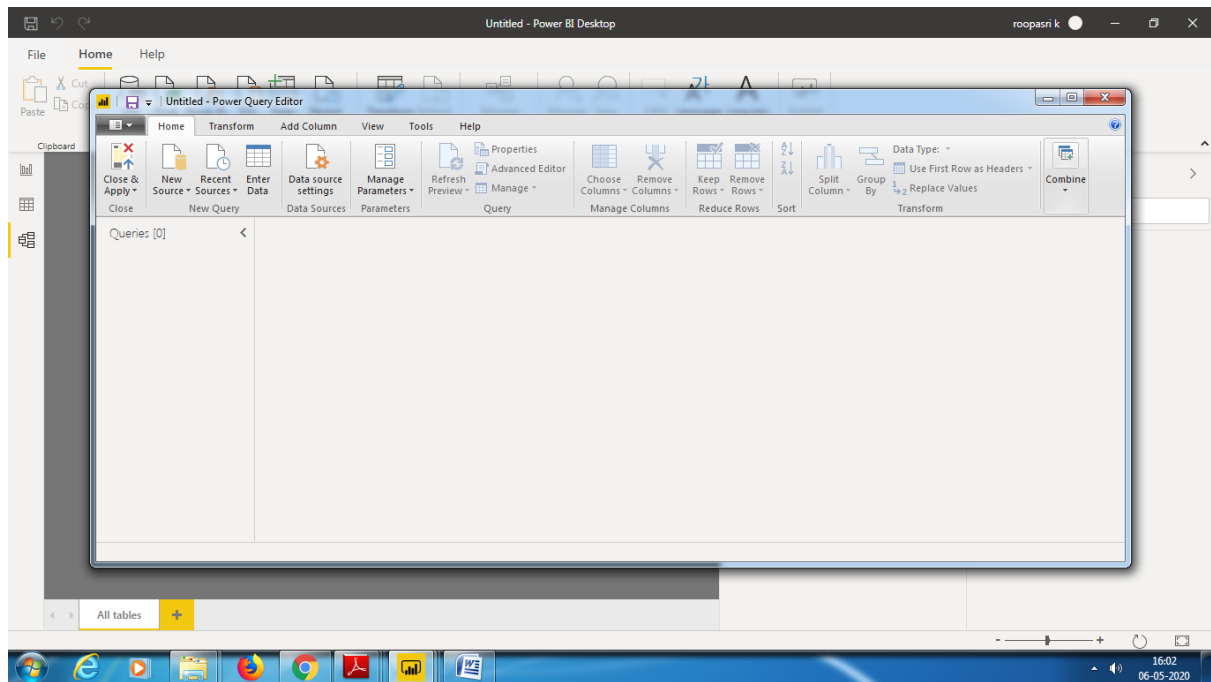 Untitled - Power BI Desktop
roopasri k
File Home Help
Cut
Cop
Paste
Clipboard
Untitled - Power Query Editor
Home Transform Add Column View Tools Help
Close & Apply
New Source
Recent Sources
Enter Data
Data source settings
Manage Parameters
Refresh Preview
Properties
Advanced Editor
Manage
Choose Columns
Remove Columns
Keep Rows
Remove Rows
A
Z
Z
A
Split Column
Group By
Data Type:
Use First Row as Headers
1
2 Replace Values
Combine
Close New Query Data Sources Parameters Query Manage Columns Reduce Rows Sort Transform
Queries [0]
All tables
16:02
06-05-2020